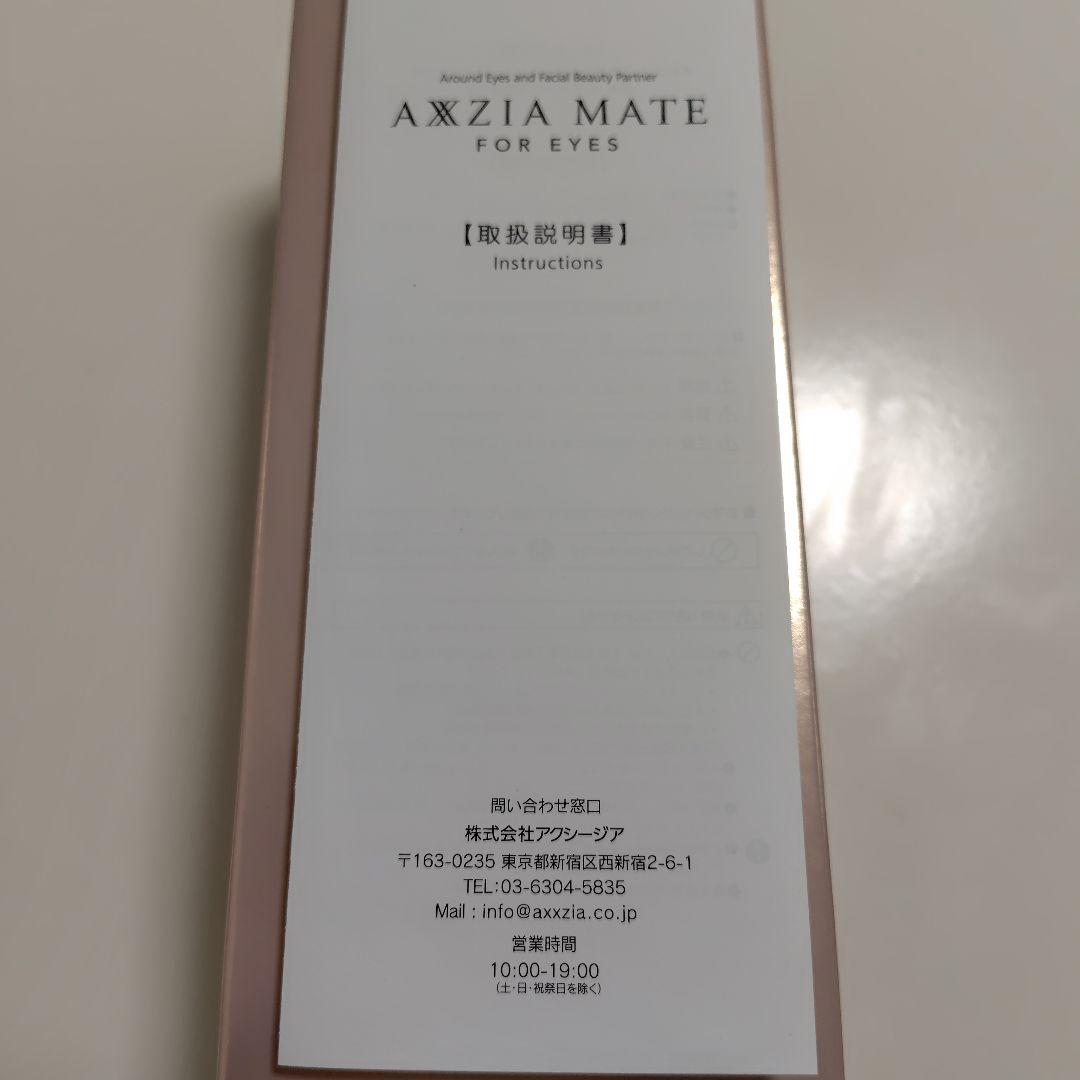 Around Eyes and Facial Beauty Partner
AXXZIA MATE
FOR EYES
【取扱説明書】
Instructions
問い合わせ窓口
株式会社アクシージア
〒163-0235 東京都新宿区西新宿2-6-1
TEL:03-6304-5835
Mail : info@axxzia.co.jp
営業時間
10:00-19:00
(土・日・祝祭日を除く)